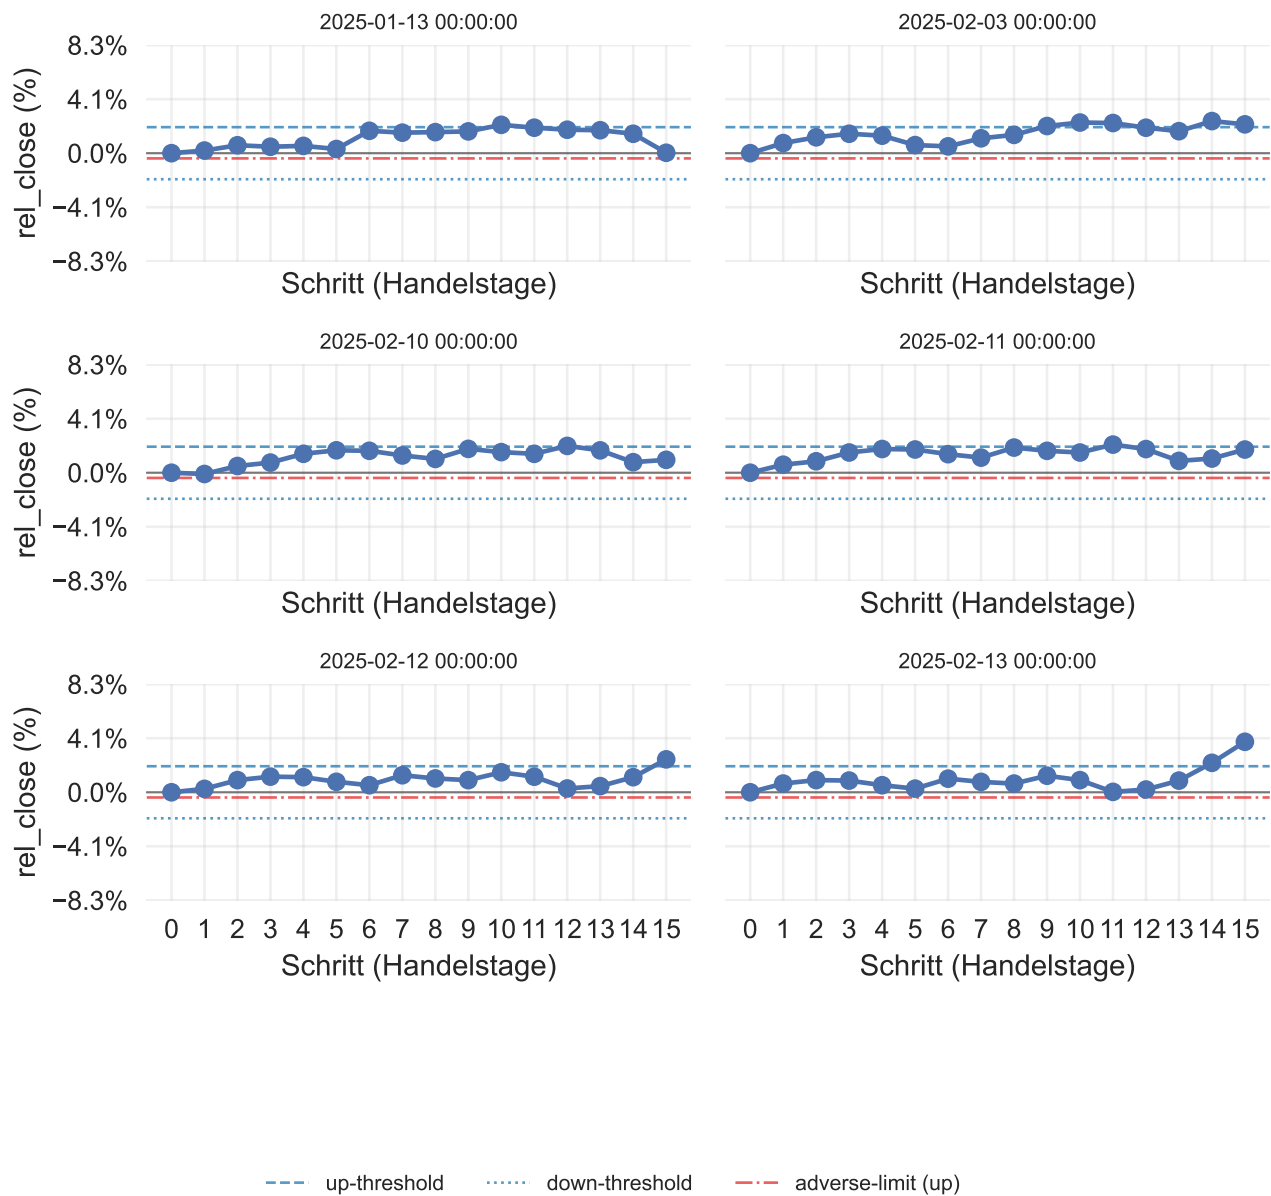 2025-01-13 00:00:00
2025-02-03 00:00:00
8.3%
4.1%
0.0%
−4.1%
−8.3%
rel_close (%)
Schritt (Handelstage)
Schritt (Handelstage)
2025-02-10 00:00:00
2025-02-11 00:00:00
8.3%
4.1%
0.0%
−4.1%
−8.3%
rel_close (%)
Schritt (Handelstage)
Schritt (Handelstage)
2025-02-12 00:00:00
2025-02-13 00:00:00
8.3%
4.1%
0.0%
−4.1%
−8.3%
rel_close (%)
0 1 2 3 4 5 6 7 8 9 10 11 12 13 14 15
0 1 2 3 4 5 6 7 8 9 10 11 12 13 14 15
Schritt (Handelstage)
Schritt (Handelstage)
up-threshold
down-threshold
adverse-limit (up)